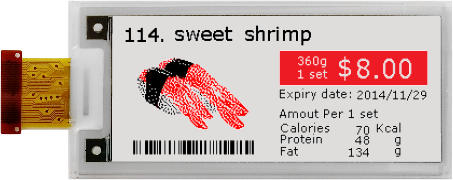 114. sweet shrimp
360g
1 set
$8.00
Expiry date: 2014/11/29
Amout Per 1 set
Calories 70 Kcal
Protein 48 g
Fat 134 g